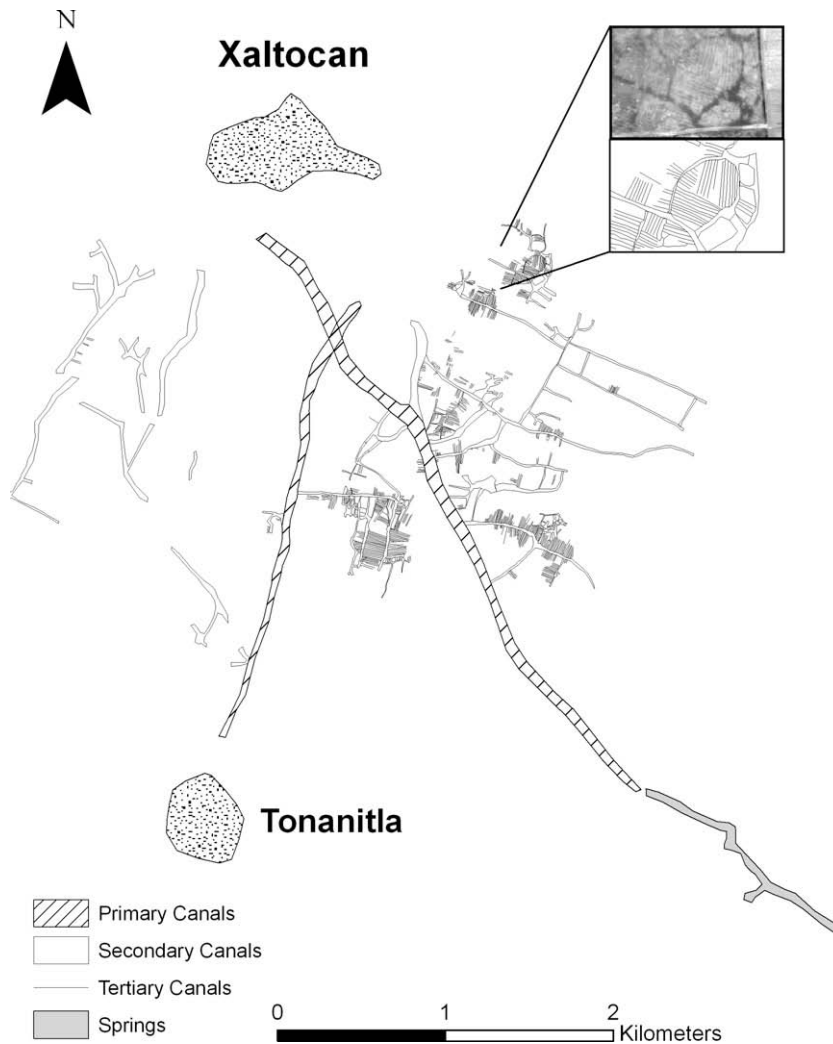 N
Xaltocan
Tonanitla
Primary Canals
Secondary Canals
Tertiary Canals
Springs
0 1 2
Kilometers